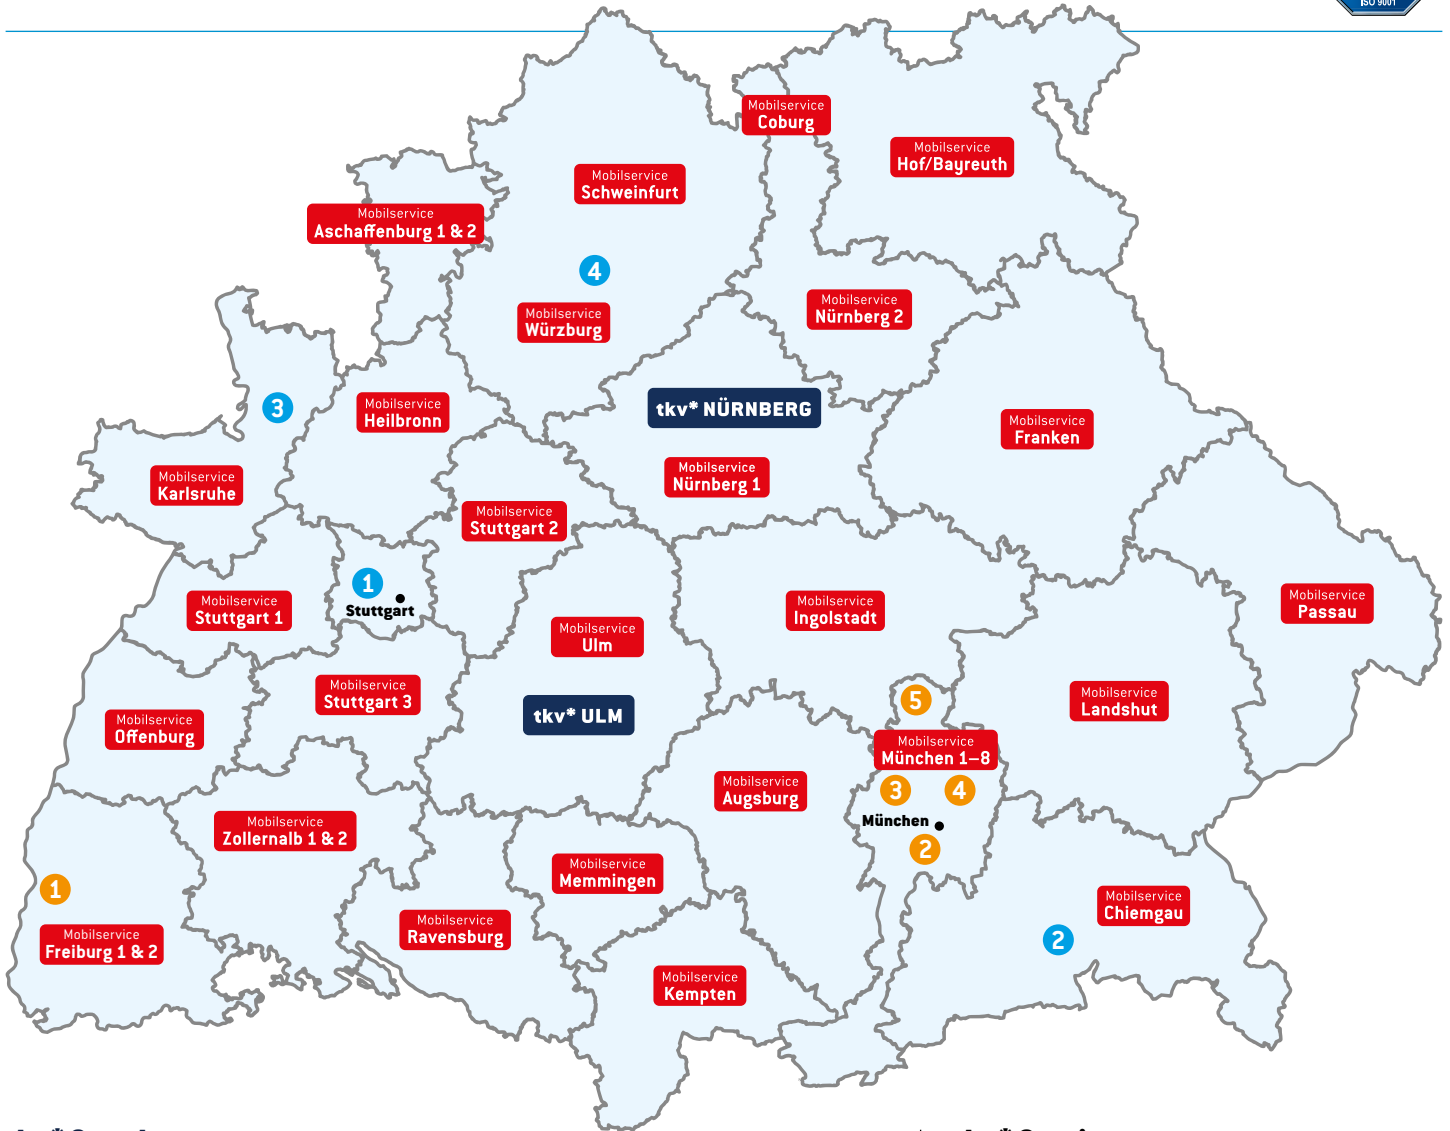 ISO 9001
Mobilservice
Coburg
Mobilservice
Hof/Bayreuth
Mobilservice
Schweinfurt
Mobilservice
Aschaffenburg 1 & 2
4
Mobilservice
Würzburg
Mobilservice
Nürnberg 2
3
Mobilservice
Heilbronn
tkv* NÜRNBERG
Mobilservice
Franken
Mobilservice
Karlsruhe
Mobilservice
Nürnberg 1
Mobilservice
Stuttgart 2
1
Stuttgart
Mobilservice
Stuttgart 1
Mobilservice
Ingolstadt
Mobilservice
Passau
Mobilservice
Ulm
Mobilservice
Stuttgart 3
5
Mobilservice
Landshut
tkv* ULM
Mobilservice
Offenburg
Mobilservice
München 1–8
Mobilservice
Augsburg
3
4
München
2
Mobilservice
Zollernalb 1 & 2
Mobilservice
Memmingen
1
Mobilservice
Chiemgau
Mobilservice
Ravensburg
2
Mobilservice
Freiburg 1 & 2
Mobilservice
Kempten